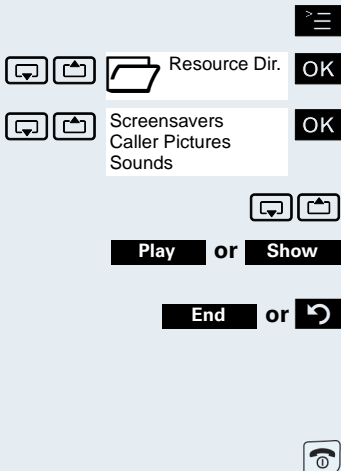 Resource Dir. OK
Screensavers OK
Caller Pictures
Sounds
Play or Show
End or